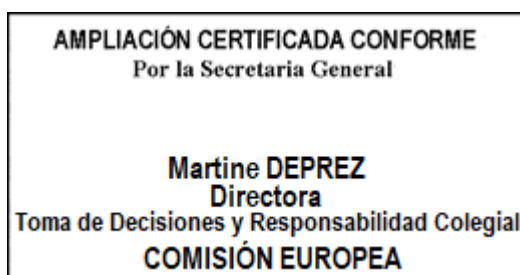 AMPLIACIÓN CERTIFICADA CONFORME
Por la Secretaria General
Martine DEPREZ
Directora
Toma de Decisiones y Responsabilidad Colegial
COMISIÓN EUROPEA